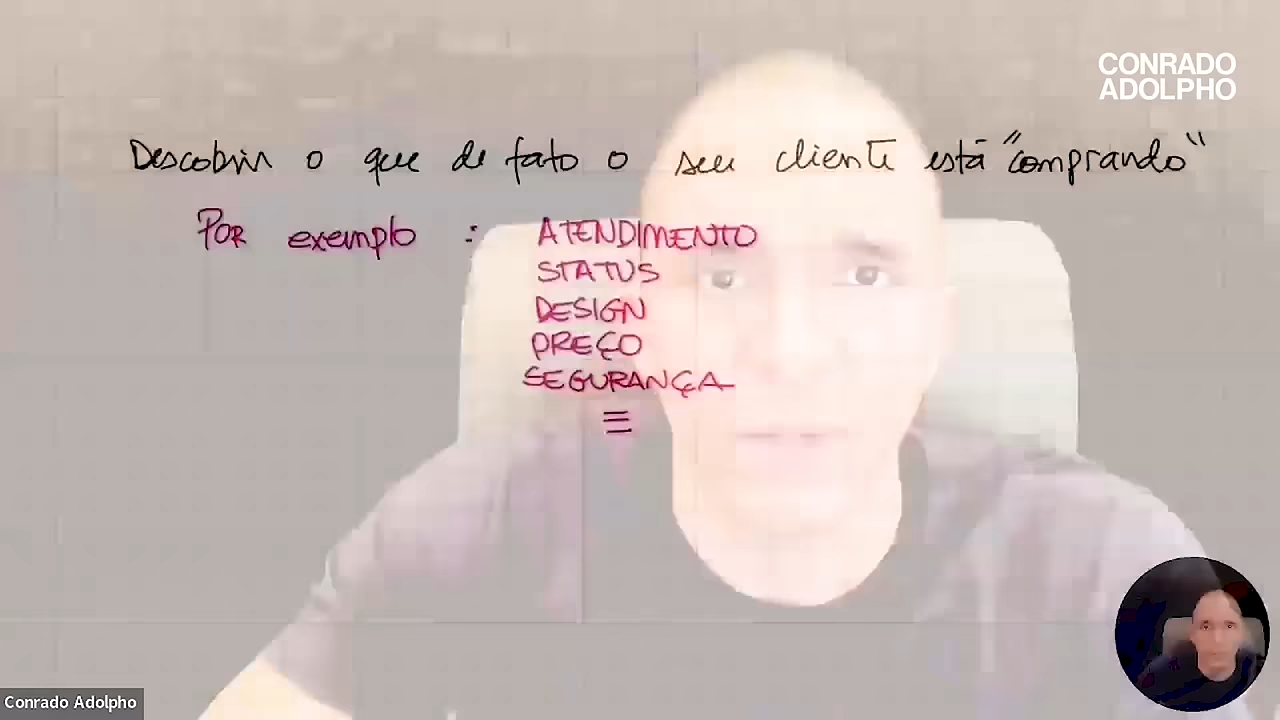 CONRADO
ADOLPHO
Descobrir o que de fato o seu cliente está "comprando"
Por exemplo : ATENDIMENTO
STATUS
DESIGN
PREÇO
SEGURANÇA
Conrado Adolpho